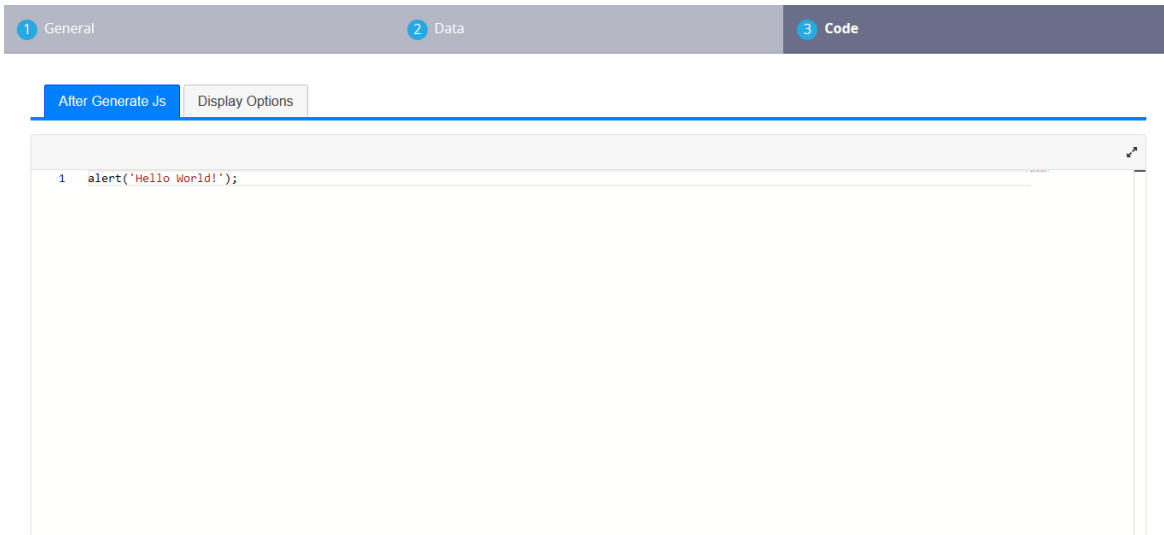 1 General 2 Data 3 Code
After Generate Js Display Options
1 alert('Hello World!');